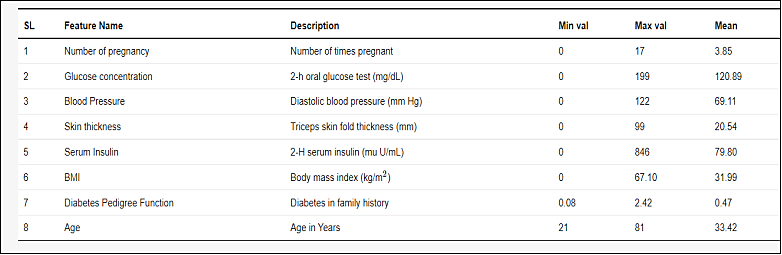 SL Feature Name Description Min val Max val Mean
1 Number of pregnancy Number of times pregnant 0 17 3.85
2 Glucose concentration 2-h oral glucose test (mg/dL) 0 199 120.89
3 Blood Pressure Diastolic blood pressure (mm Hg) 0 122 69.11
4 Skin thickness Triceps skin fold thickness (mm) 0 99 20.54
5 Serum Insulin 2-H serum insulin (mu U/mL) 0 846 79.80
6 BMI Body mass index (kg/m²) 0 67.10 31.99
7 Diabetes Pedigree Function Diabetes in family history 0.08 2.42 0.47
8 Age Age in Years 21 81 33.42